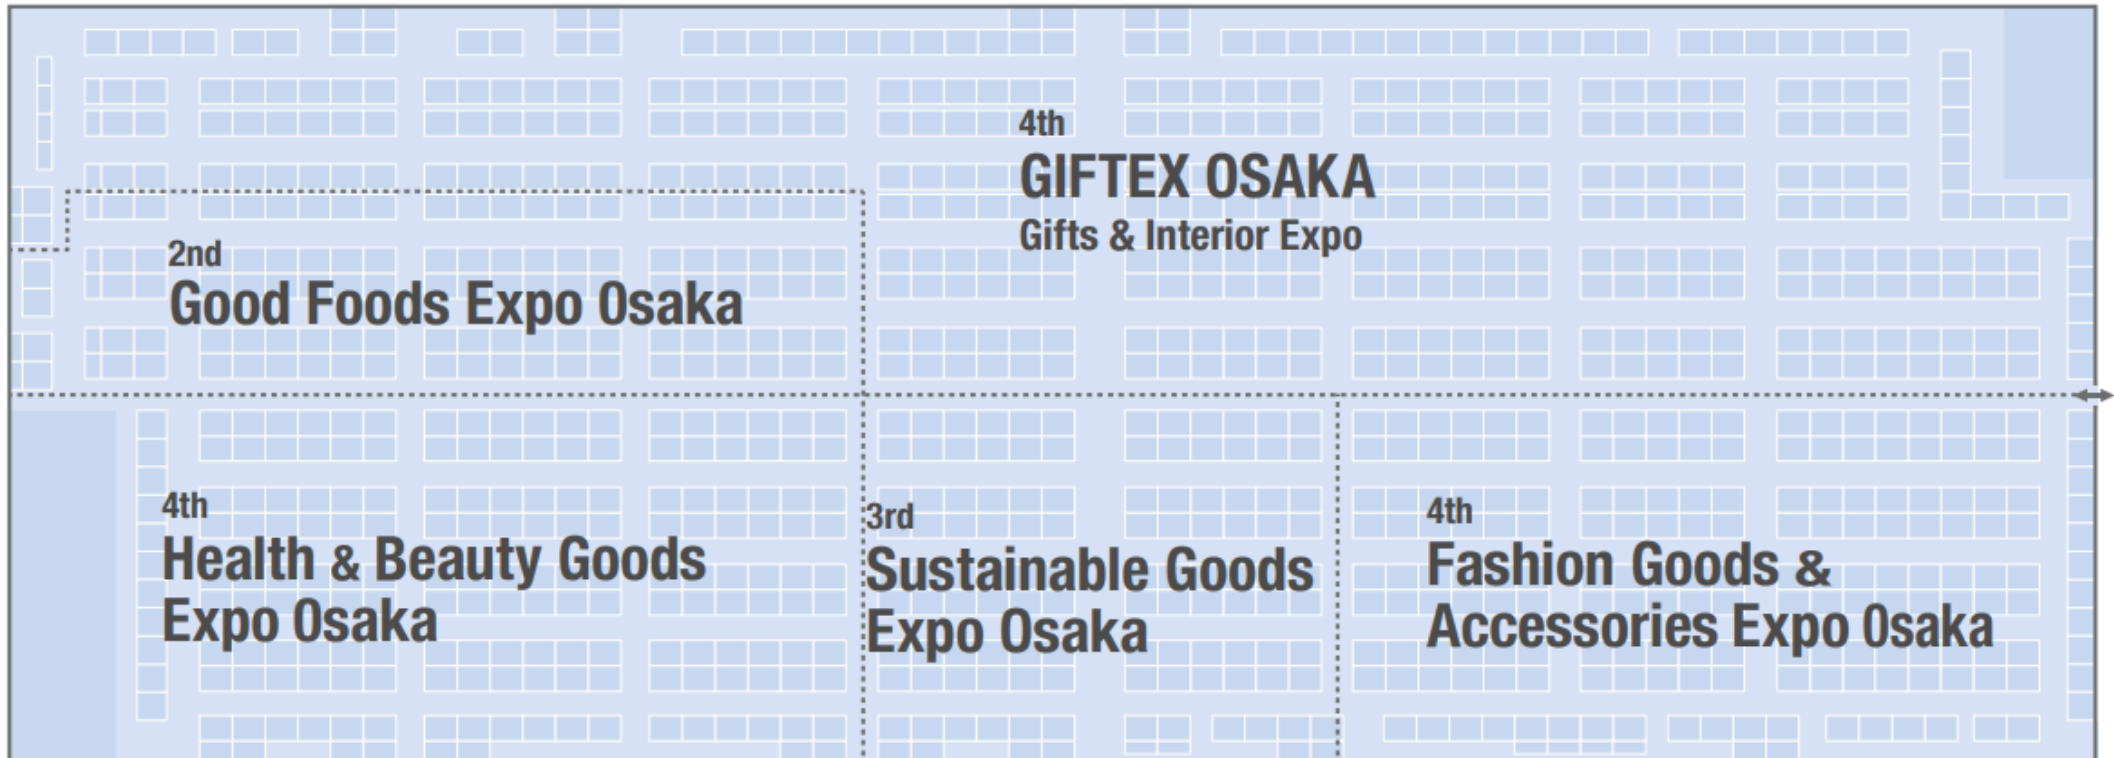 4th
GIFTEX OSAKA
Gifts & Interior Expo
2nd
Good Foods Expo Osaka
4th
Health & Beauty Goods
Expo Osaka
3rd
Sustainable Goods
Expo Osaka
4th
Fashion Goods &
Accessories Expo Osaka